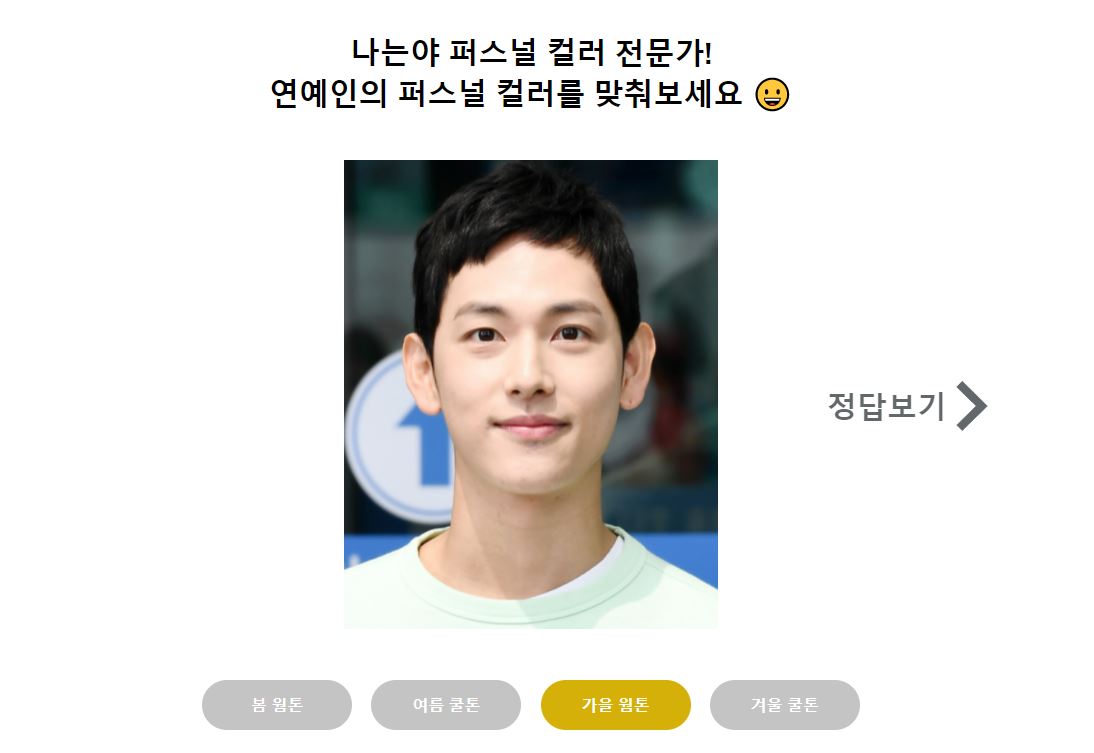 나는야 퍼스널 컬러 전문가!
연예인의 퍼스널 컬러를 맞춰보세요 😀
정답보기
봄 웜톤
여름 쿨톤
가을 웜톤
겨울 쿨톤